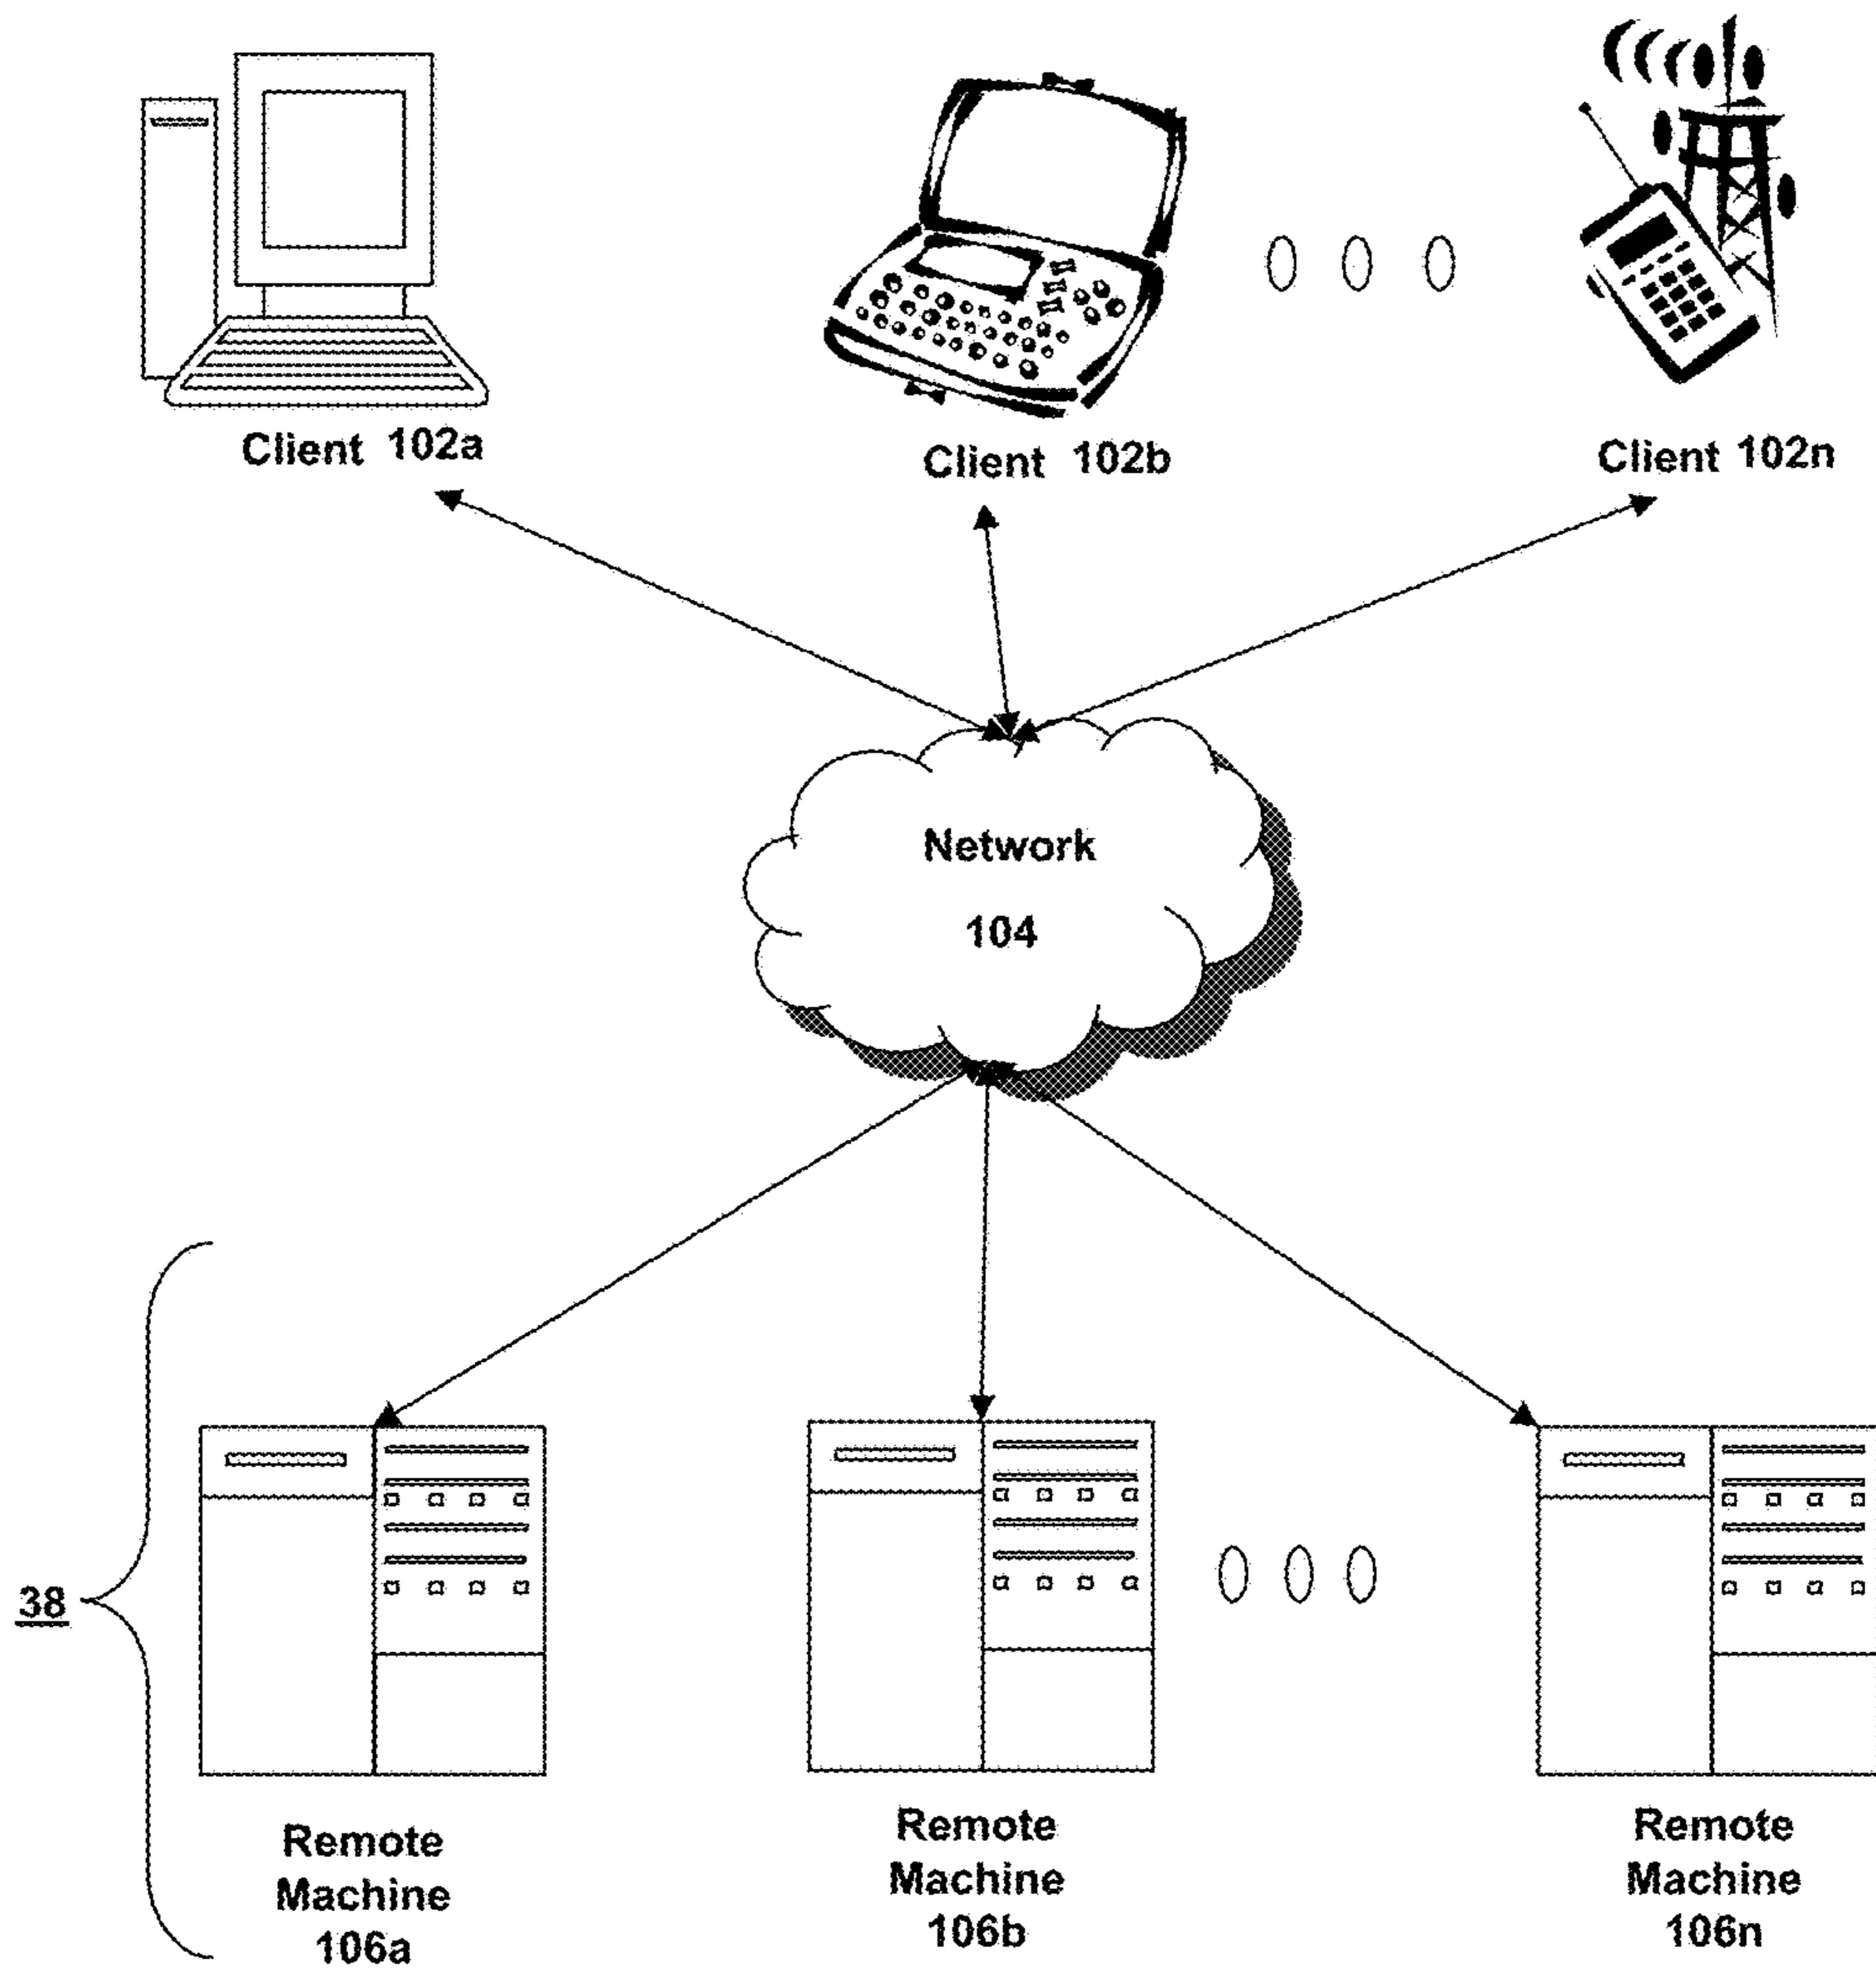 Client 102a
Client 102b
Client 102n
Network
104
38
Remote
Machine
106a
Remote
Machine
106b
Remote
Machine
106n